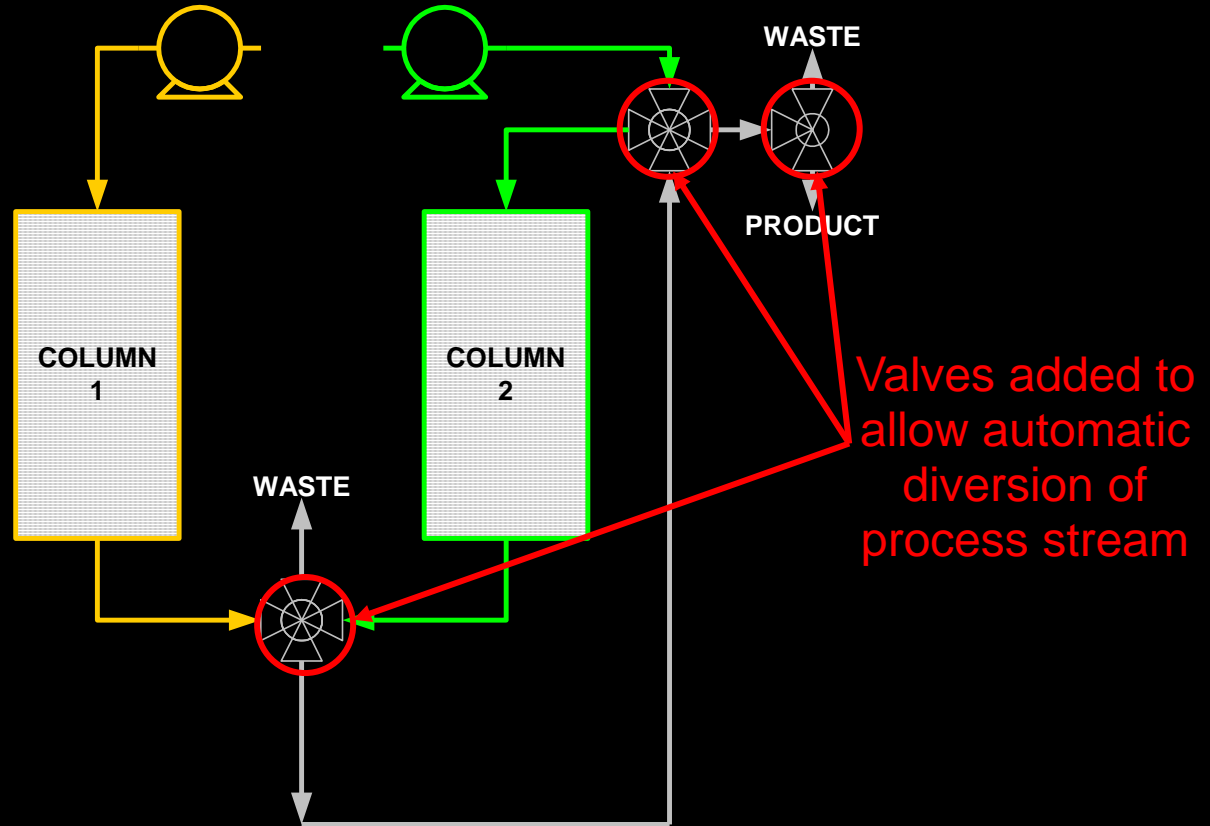 WASTE
PRODUCT
COLUMN
1
COLUMN
2
Valves added to
allow automatic
diversion of
process stream
WASTE